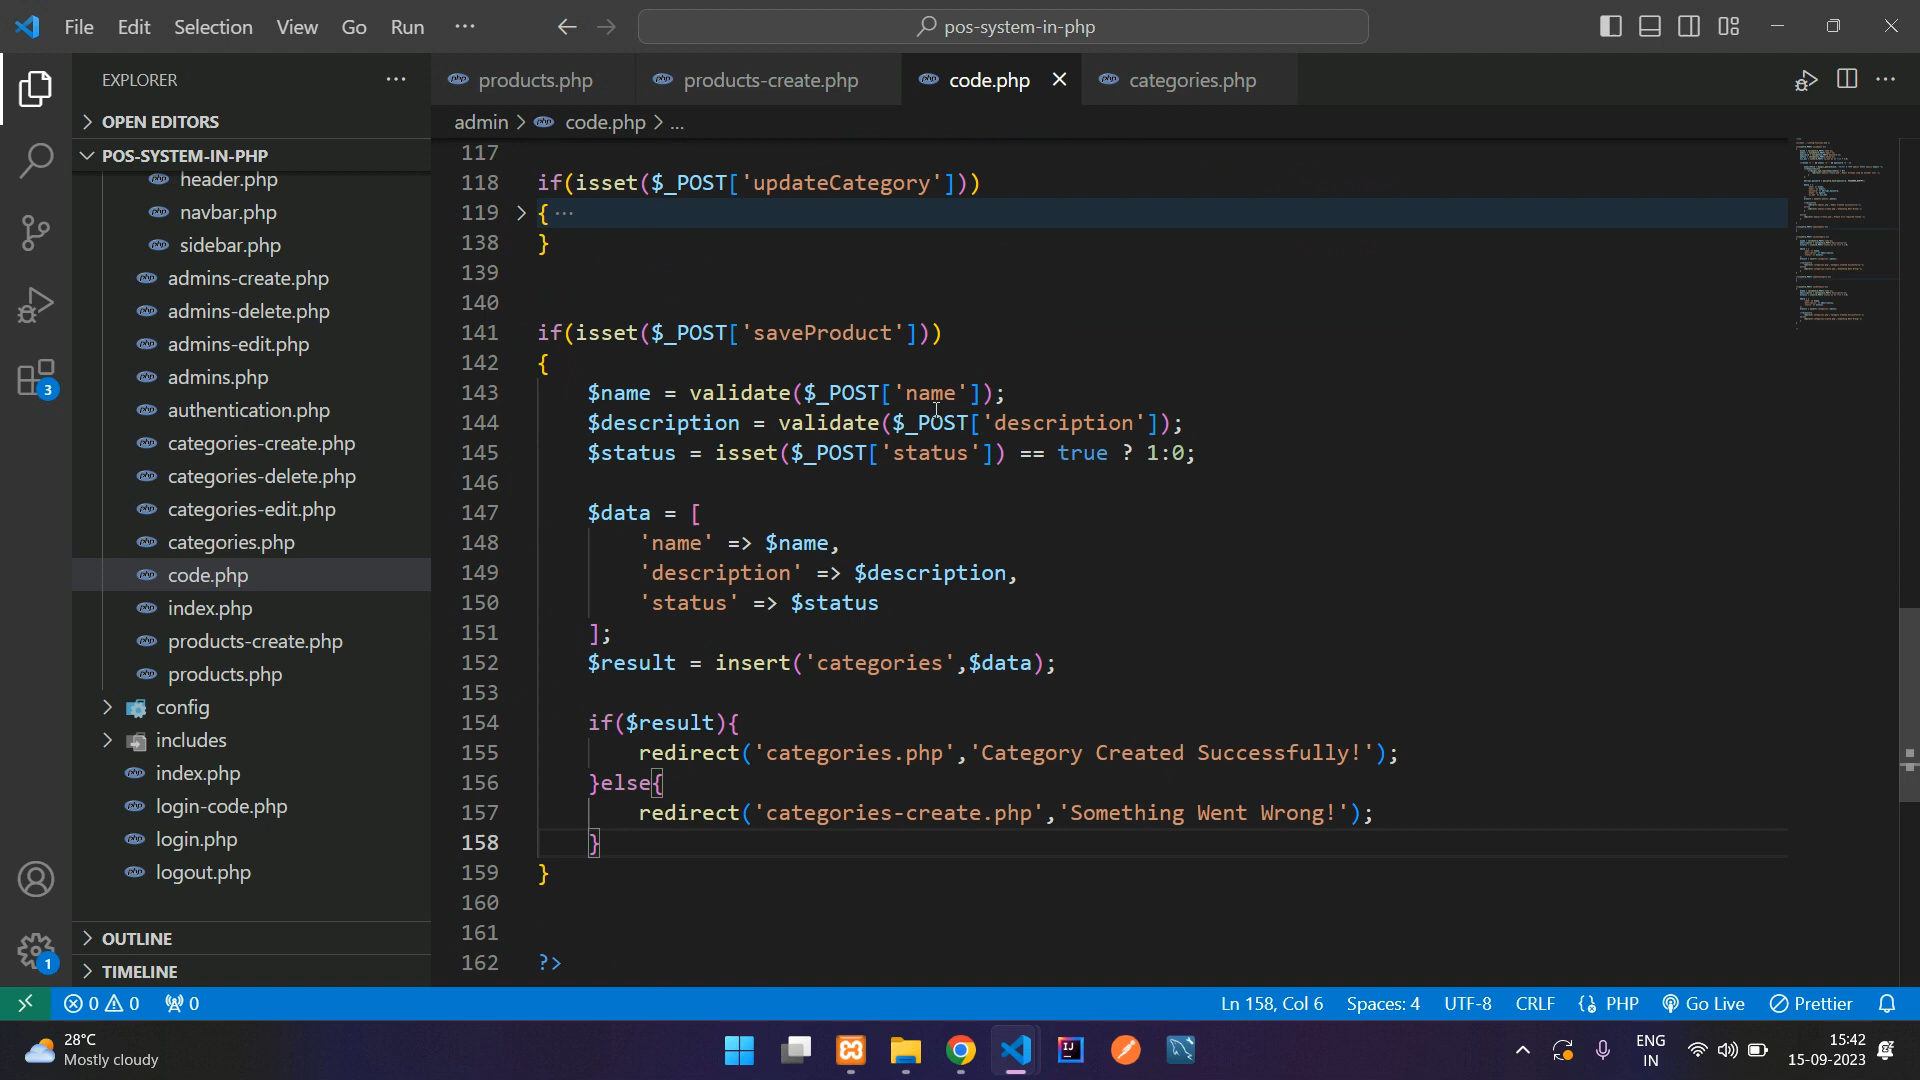 File Edit Selection View Go Run ···
pos-system-in-php
EXPLORER
OPEN EDITORS
POS-SYSTEM-IN-PHP
header.php
navbar.php
sidebar.php
admins-create.php
admins-delete.php
admins-edit.php
admins.php
authentication.php
categories-create.php
categories-delete.php
categories-edit.php
categories.php
code.php
index.php
products-create.php
products.php
config
includes
index.php
login-code.php
login.php
logout.php
OUTLINE
TIMELINE
3
1
products.php products-create.php code.php categories.php
admin > code.php > ...
117
118 if(isset($_POST['updateCategory']))
119 { ···
138 }
139
140
141 if(isset($_POST['saveProduct']))
142 {
143 $name = validate($_POST['name']);
144 $description = validate($_POST['description']);
145 $status = isset($_POST['status']) == true ? 1:0;
146
147 $data = [
148 'name' => $name,
149 'description' => $description,
150 'status' => $status
151 ];
152 $result = insert('categories',$data);
153
154 if($result){
155 redirect('categories.php','Category Created Successfully!');
156 }else{
157 redirect('categories-create.php','Something Went Wrong!');
158 }
159 }
160
161
162 ?>
0 0 0 Ln 158, Col 6 Spaces: 4 UTF-8 CRLF {} PHP Go Live Prettier
28°C
Mostly cloudy
ENG
IN
15:42
15-09-2023